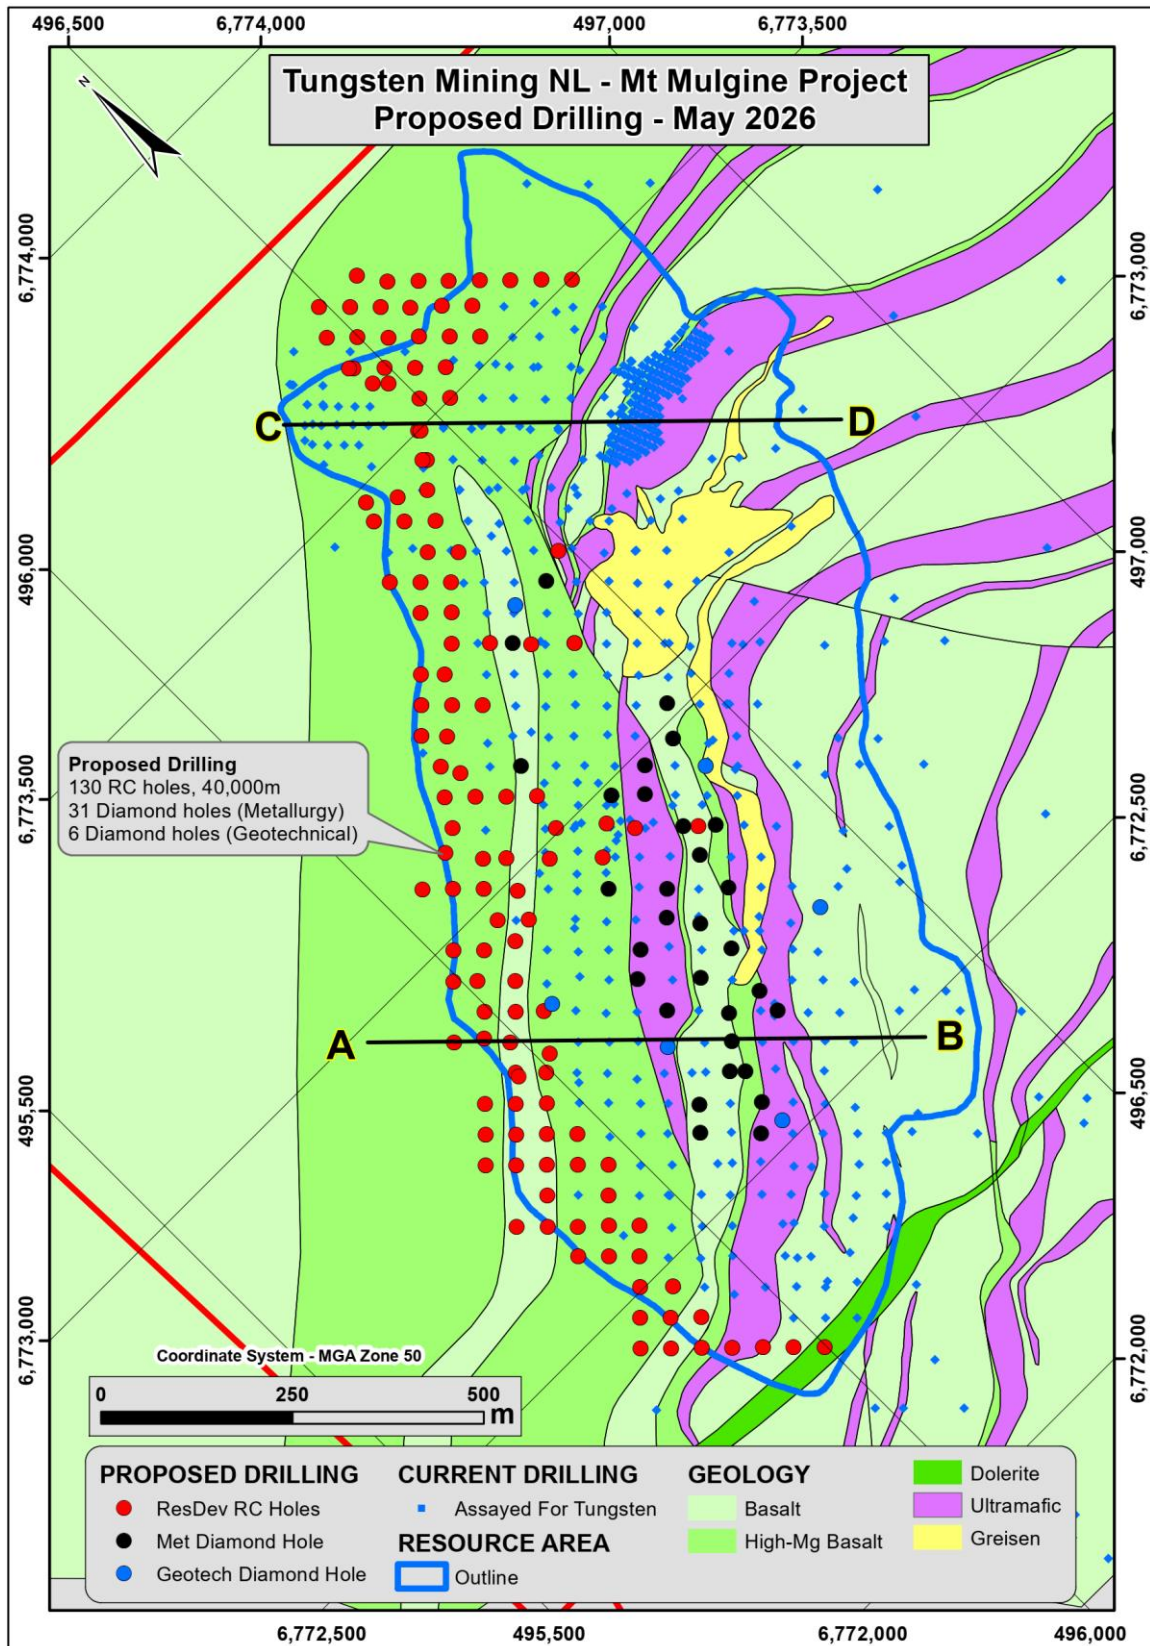 496,500
6,774,000
497,000
6,773,500
N
Tungsten Mining NL - Mt Mulgine Project
Proposed Drilling - May 2026
6,774,000
6,773,000
C
D
496,000
497,000
Proposed Drilling
130 RC holes, 40,000m
31 Diamond holes (Metallurgy)
6 Diamond holes (Geotechnical)
6,773,500
6,772,500
A
B
495,500
496,500
6,773,000
6,772,000
Coordinate System - MGA Zone 50
0
250
500
m
PROPOSED DRILLING
ResDev RC Holes
Met Diamond Hole
Geotech Diamond Hole
CURRENT DRILLING
Assayed For Tungsten
RESOURCE AREA
Outline
GEOLOGY
Basalt
High-Mg Basalt
Dolerite
Ultramafic
Greisen
6,772,500
495,500
6,772,000
496,000